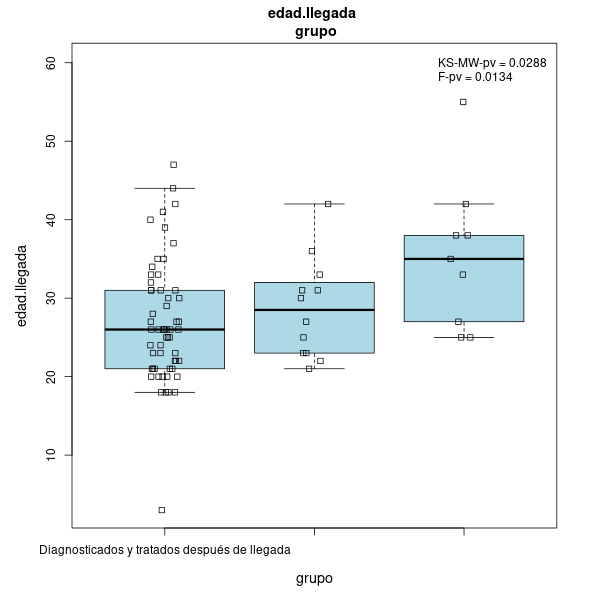 edad.llegada
grupo
KS-MW-pv = 0.0288
F-pv = 0.0134
60
50
40
30
20
10
edad.llegada
Diagnosticados y tratados después de llegada
grupo